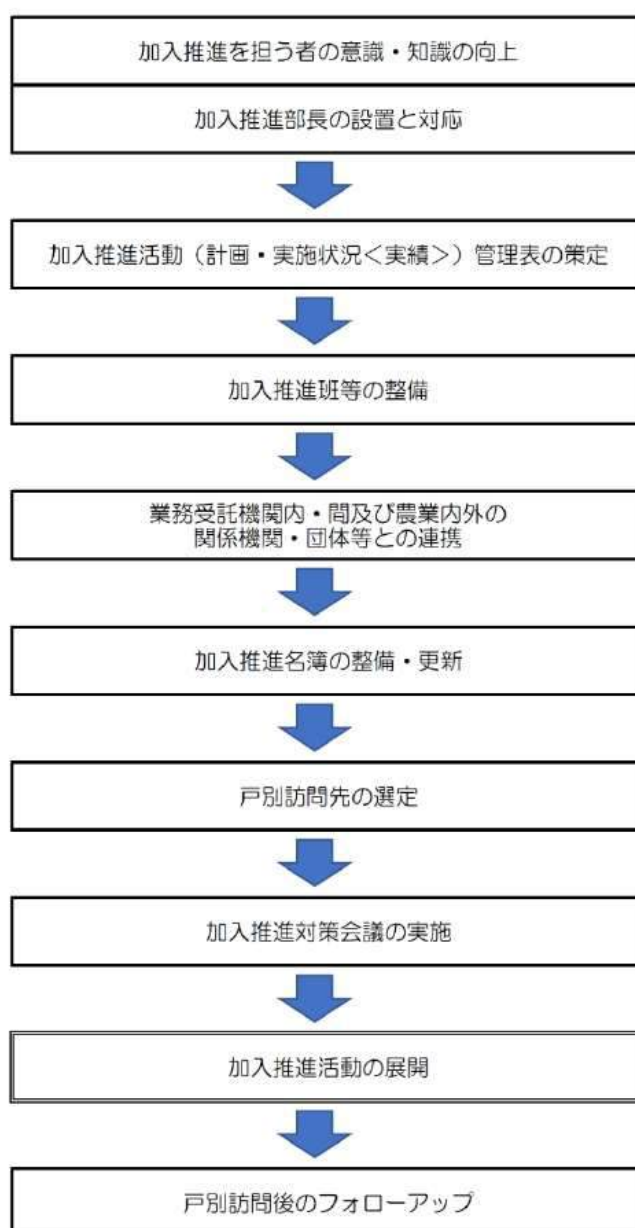 加入推進を担う者の意識・知識の向上
加入推進部長の設置と対応
加入推進活動（計画・実施状況＜実績＞）管理表の策定
加入推進班等の整備
業務受託機関内・間及び農業内外の
関係機関・団体等との連携
加入推進名簿の整備・更新
戸別訪問先の選定
加入推進対策会議の実施
加入推進活動の展開
戸別訪問後のフォローアップ